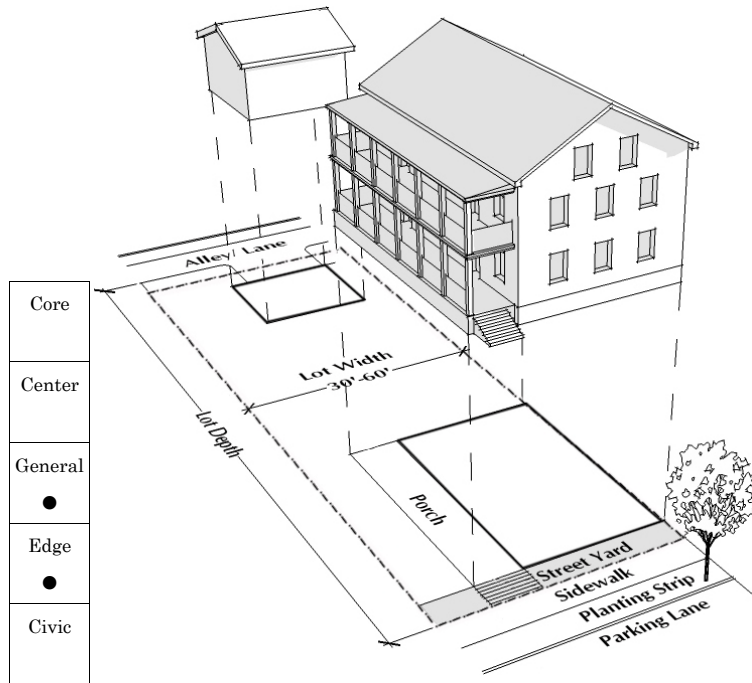 Alley/ Lane
Core
Center
General
●
Edge
●
Civic
Lot Width
30'-60'
Lot Depth
Porch
Street Yard
Sidewalk
Planting Strip
Parking Lane